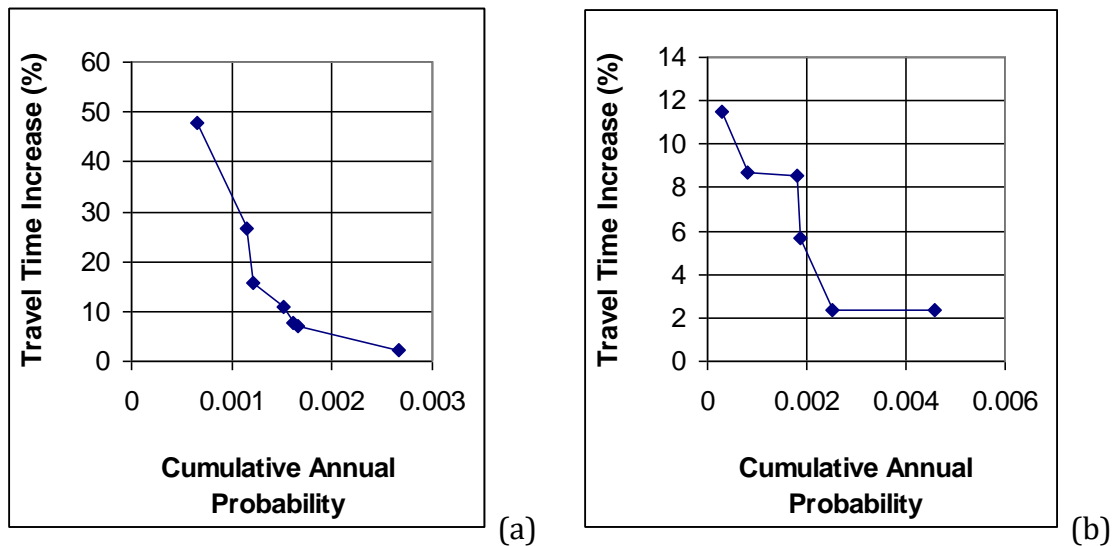 Travel Time Increase (%)
60
50
40
30
20
10
0
0 0.001 0.002 0.003
Cumulative Annual
Probability
(a)
Travel Time Increase (%)
14
12
10
8
6
4
2
0
0 0.002 0.004 0.006
Cumulative Annual
Probability
(b)